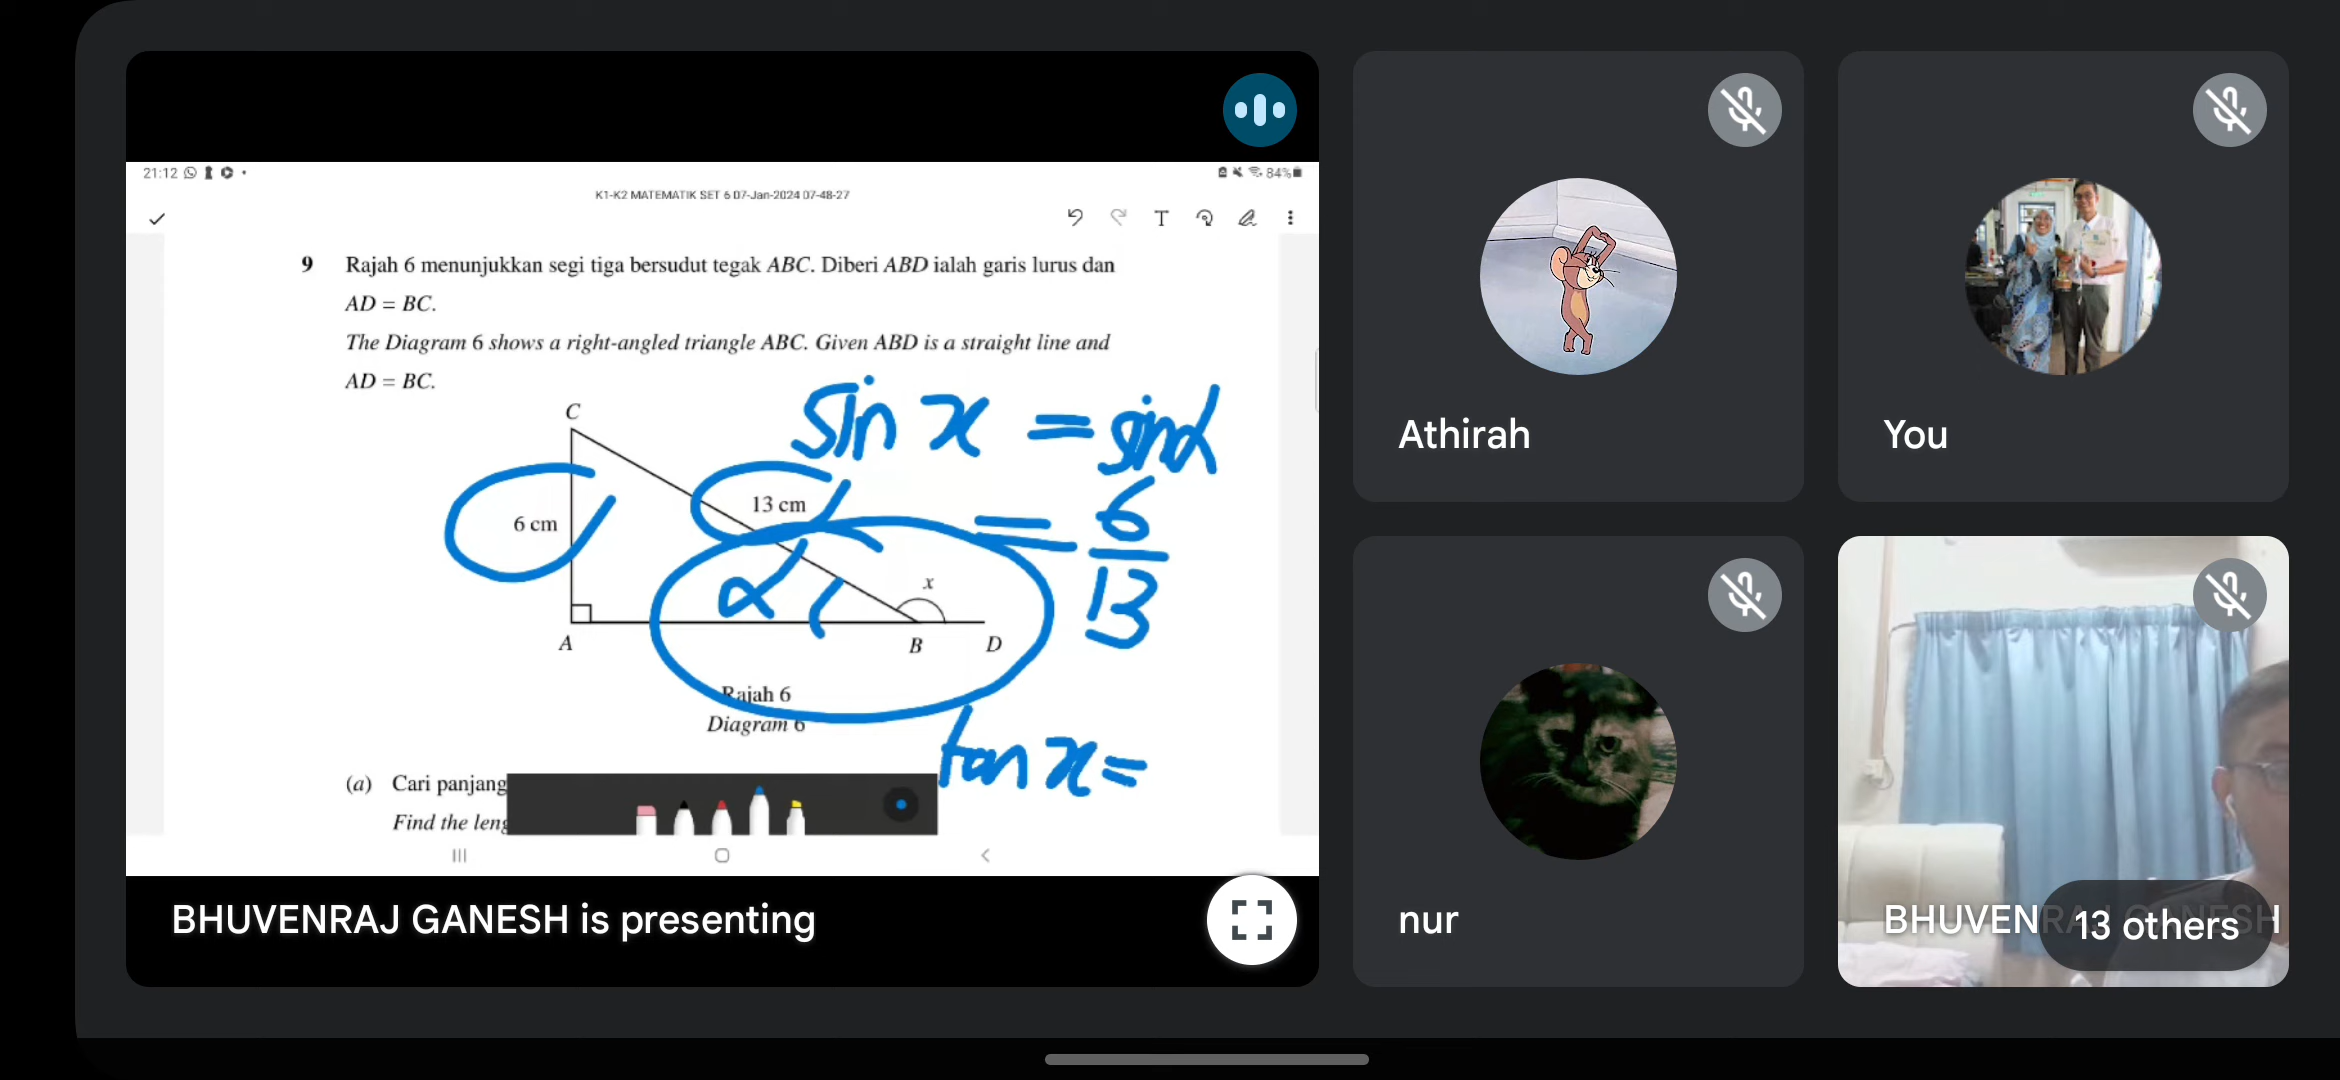 21:12
84%
K1-K2 MATEMATIK SET 6 07-Jan-2024 07-48-27
T
9 Rajah 6 menunjukkan segi tiga bersudut tegak ABC. Diberi ABD ialah garis lurus dan
AD = BC.
The Diagram 6 shows a right-angled triangle ABC. Given ABD is a straight line and
AD = BC.
C
sin x = sin α
13 cm
6 cm
= 6/13
α
x
A
B
D
Rajah 6
Diagram 6
tan x =
(a) Cari panjang
Find the leng
BHUVENRAJ GANESH is presenting
Athirah
You
nur
BHUVENRAJ GANESH
13 others